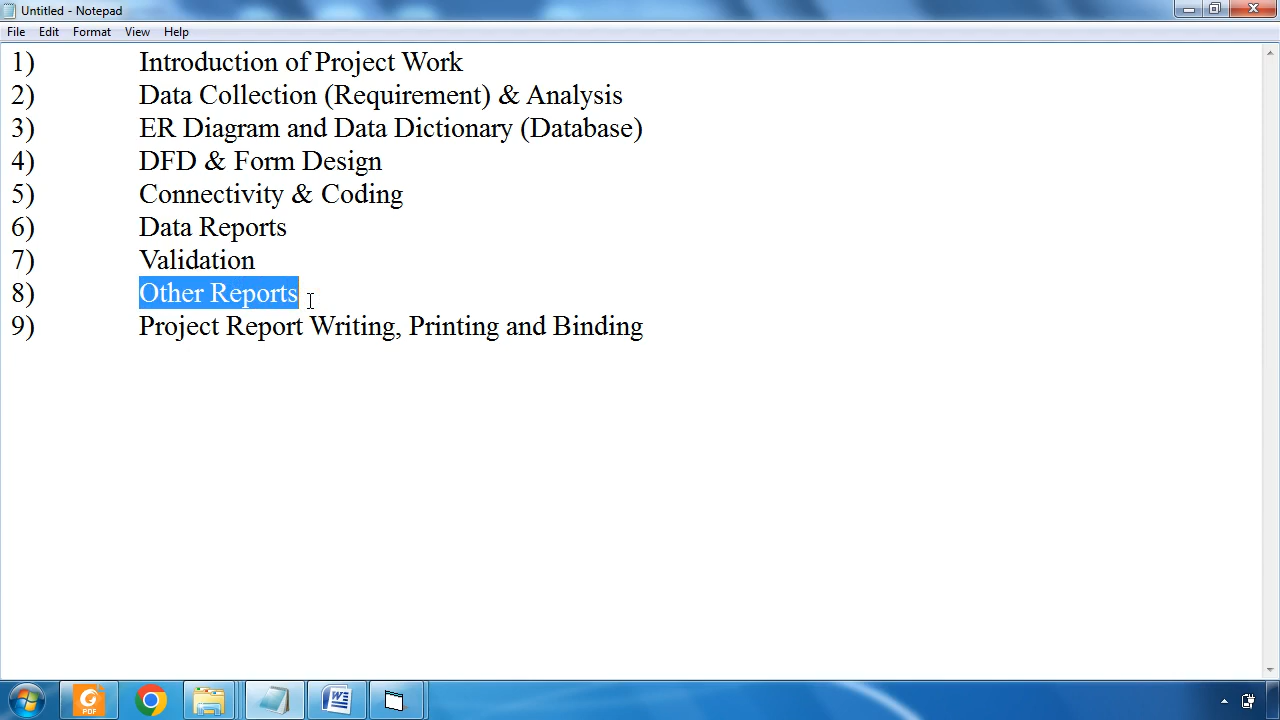 Untitled - Notepad
File Edit Format View Help
1) Introduction of Project Work
2) Data Collection (Requirement) & Analysis
3) ER Diagram and Data Dictionary (Database)
4) DFD & Form Design
5) Connectivity & Coding
6) Data Reports
7) Validation
8) Other Reports
9) Project Report Writing, Printing and Binding
PDF
W